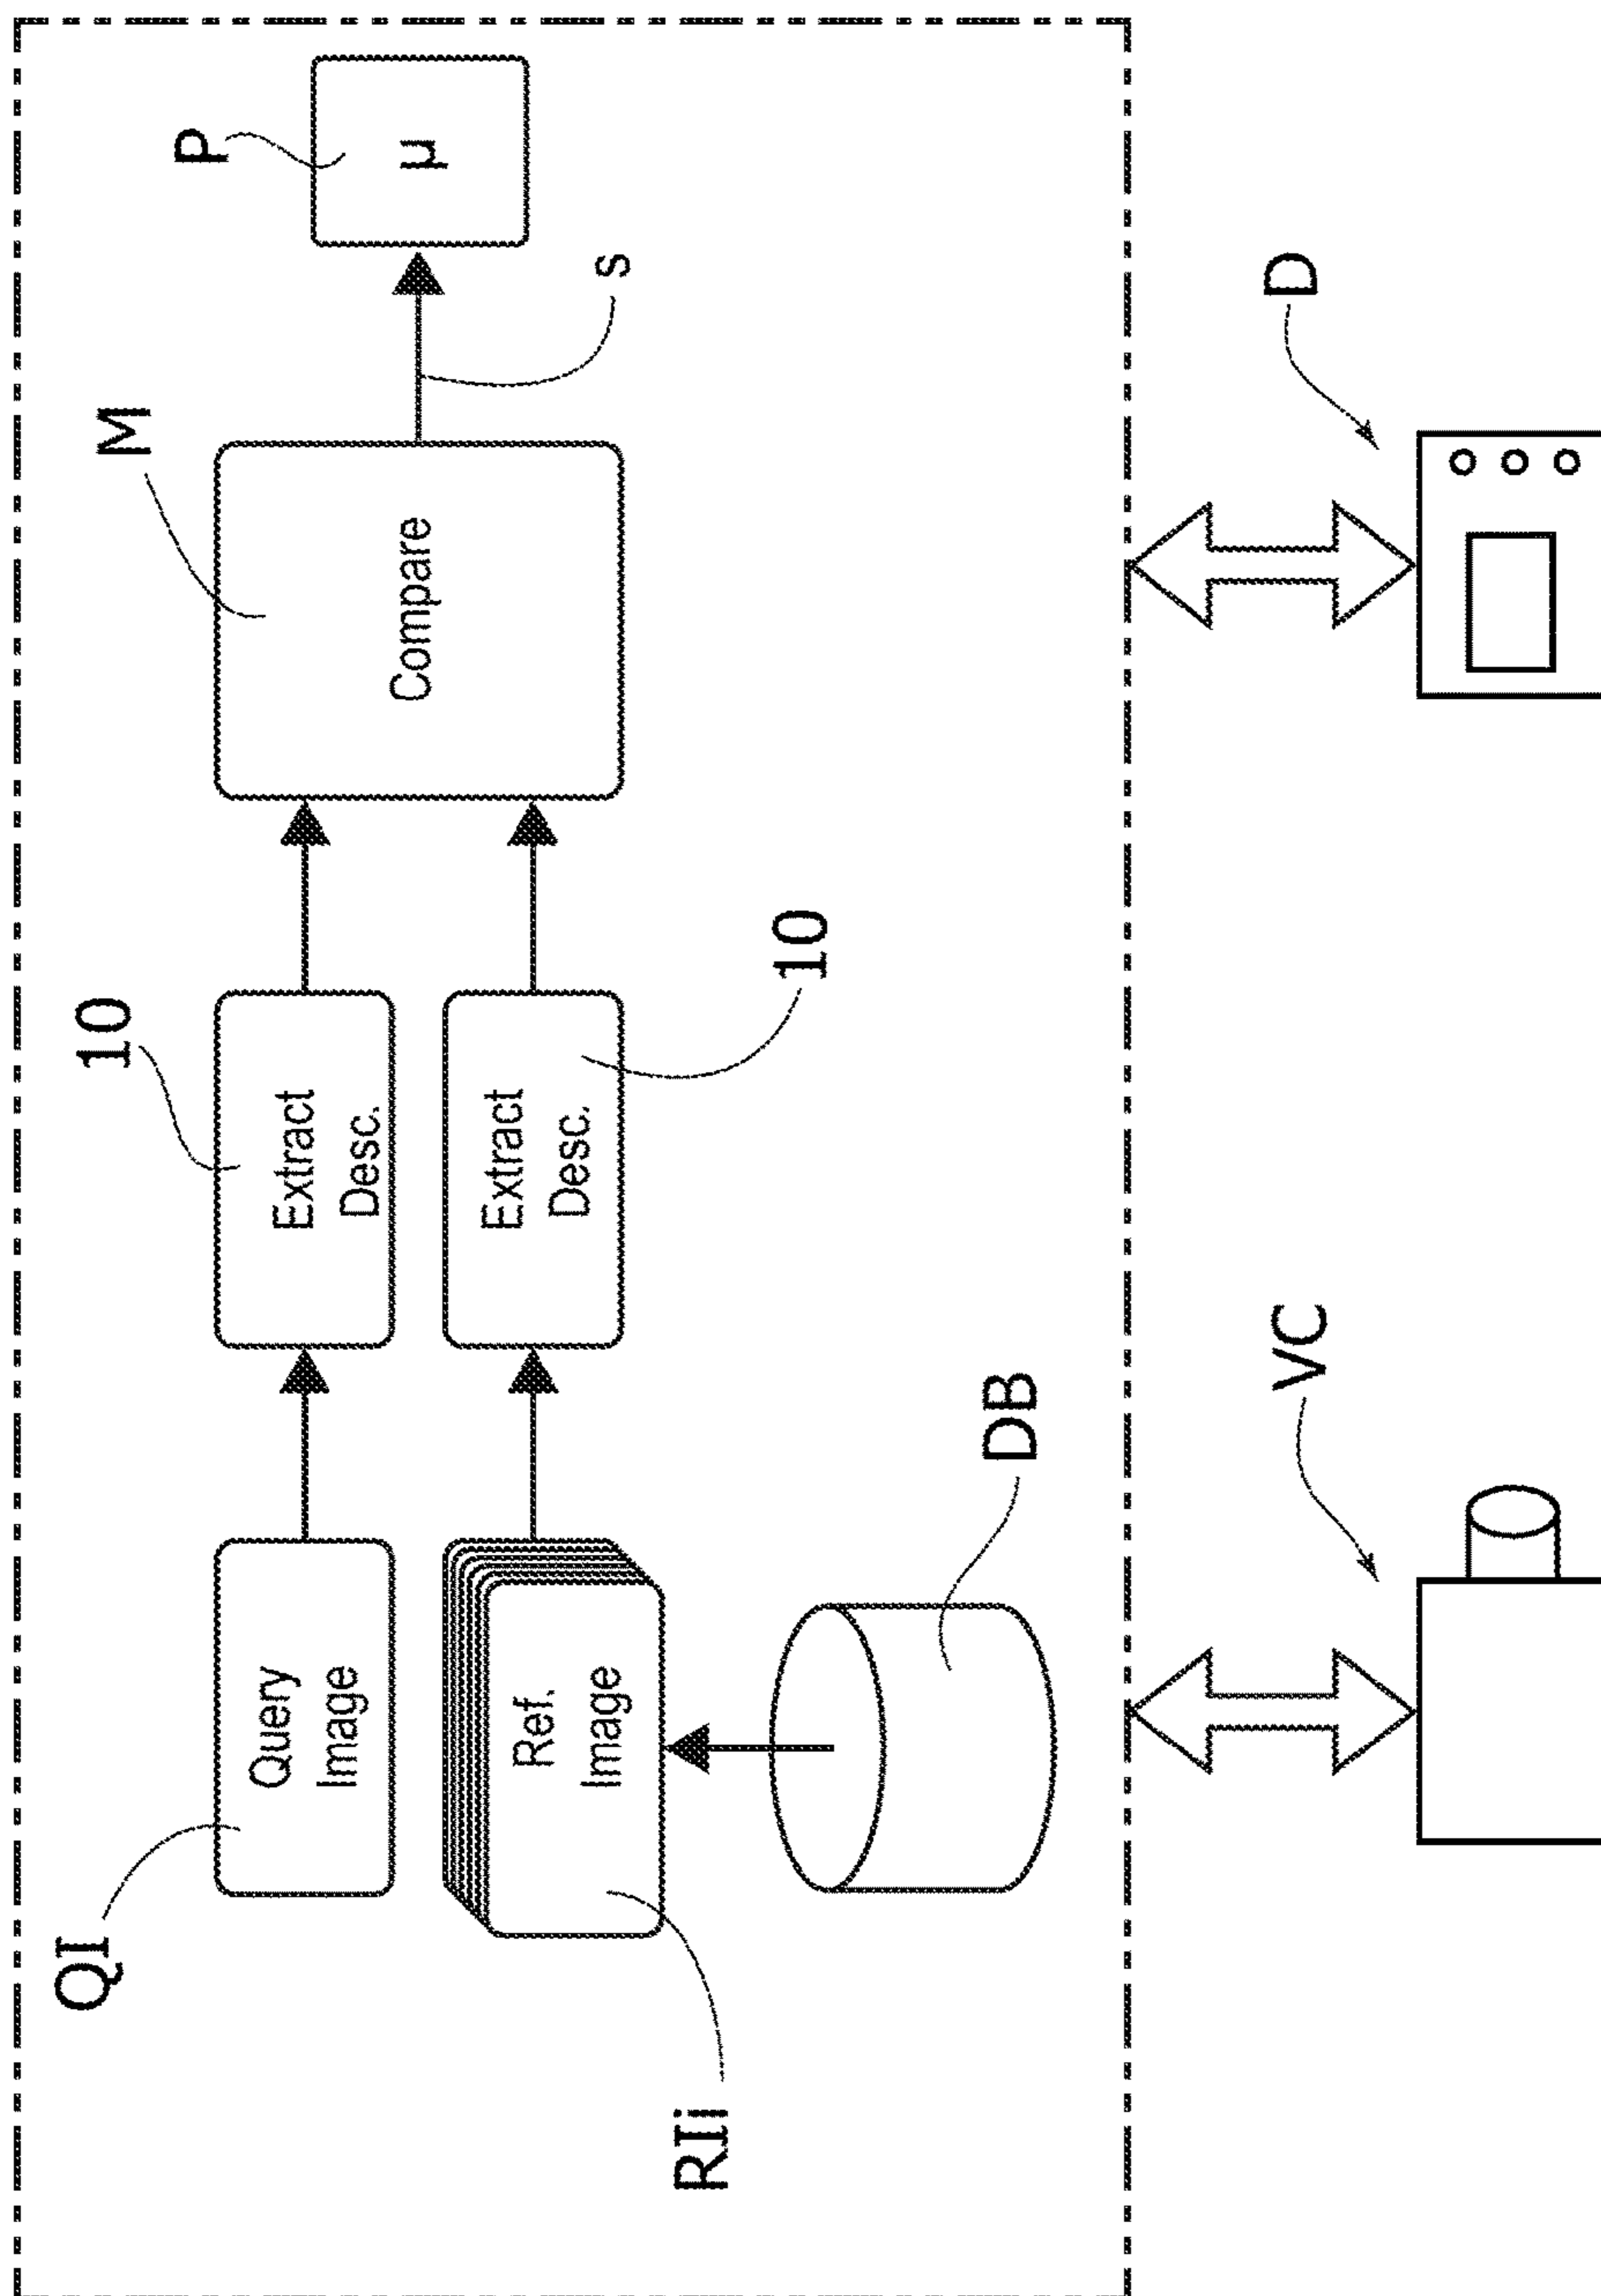 QI
10
M
P
Query
Image
Extract
Desc.
Compare
s
µ
Ref.
Image
Extract
Desc.
10
RIi
DB
VC
D